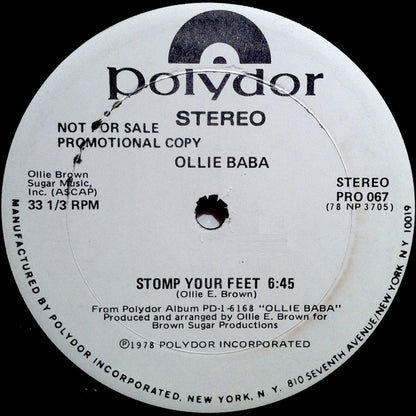 polydor
STEREO
NOT FOR SALE
PROMOTIONAL COPY
OLLIE BABA
Ollie Brown
Sugar Music,
Inc. (ASCAP)
33 1/3 RPM
STEREO
PRO 067
(78 NP 3705)
STOMP YOUR FEET 6:45
(Ollie E. Brown)
From Polydor Album PD-1-6168 "OLLIE BABA"
Produced and arranged by Ollie E. Brown for
Brown Sugar Productions
Ⓟ1978 POLYDOR INCORPORATED
MANUFACTURED BY POLYDOR INCORPORATED, NEW YORK, N. Y. 810 SEVENTH AVENUE/NEW YORK, NY 10019